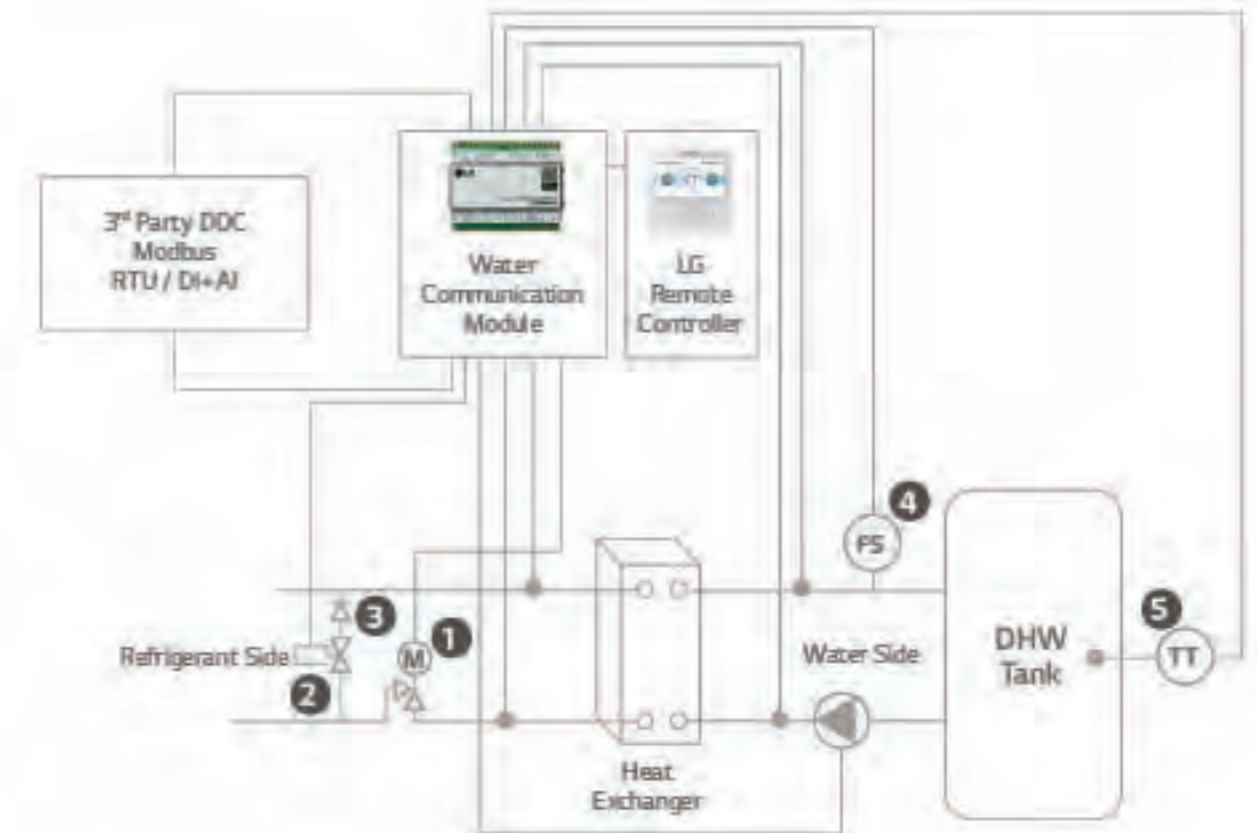 3rd Party DDC
Modbus
RTU / DI+AI
Water
Communication
Module
LG
Remote
Controller
4
FS
3
1
5
Refrigerant Side
M
Water Side
DHW
Tank
TT
2
Heat
Exchanger